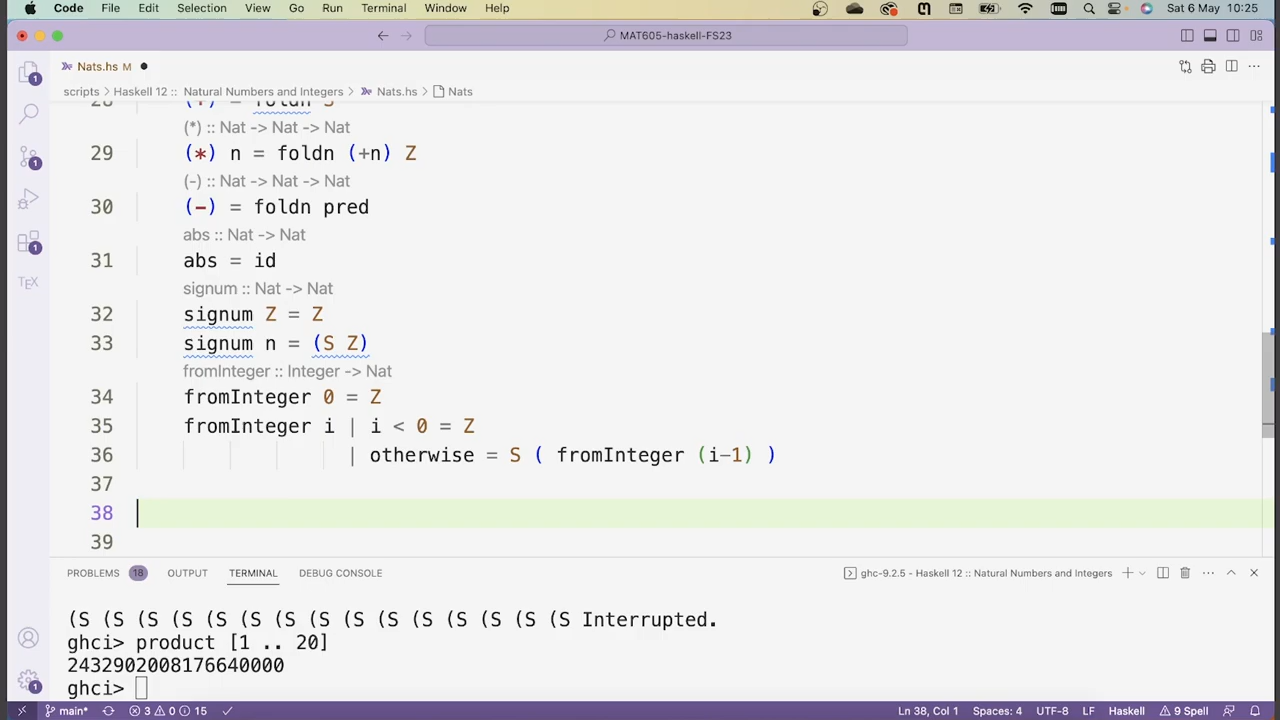 Code File Edit Selection View Go Run Terminal Window Help Sat 6 May 10:25
MAT605-haskell-FS23
Nats.hs M
scripts > Haskell 12 :: Natural Numbers and Integers > Nats.hs > Nats
28 (+) = foldn S
(*) :: Nat -> Nat -> Nat
29 (*) n = foldn (+n) Z
(-) :: Nat -> Nat -> Nat
30 (-) = foldn pred
abs :: Nat -> Nat
31 abs = id
signum :: Nat -> Nat
32 signum Z = Z
33 signum n = (S Z)
fromInteger :: Integer -> Nat
34 fromInteger 0 = Z
35 fromInteger i | i < 0 = Z
36 | otherwise = S ( fromInteger (i-1) )
37
38
39
PROBLEMS 18 OUTPUT TERMINAL DEBUG CONSOLE ghc-9.2.5 - Haskell 12 :: Natural Numbers and Integers
(S (S (S (S (S (S (S (S (S (S (S (S (S (S (S Interrupted.
ghci> product [1 .. 20]
2432902008176640000
ghci>
main* 3 0 15 Ln 38, Col 1 Spaces: 4 UTF-8 LF Haskell 9 Spell